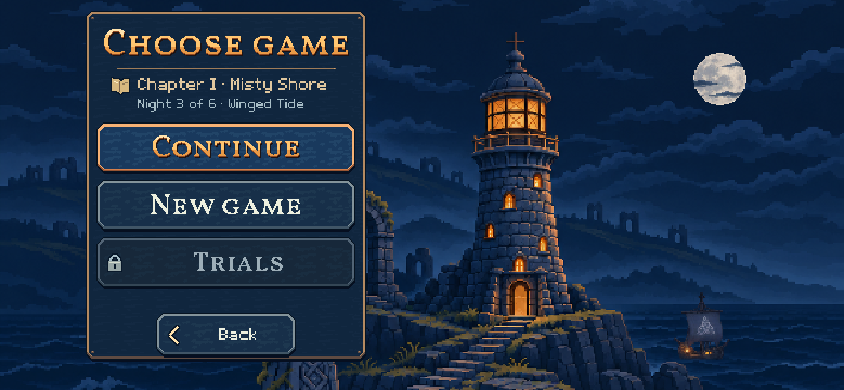 Choose game
Chapter I · Misty Shore
Night 3 of 6 · Winged Tide
Continue
New game
Trials
Back